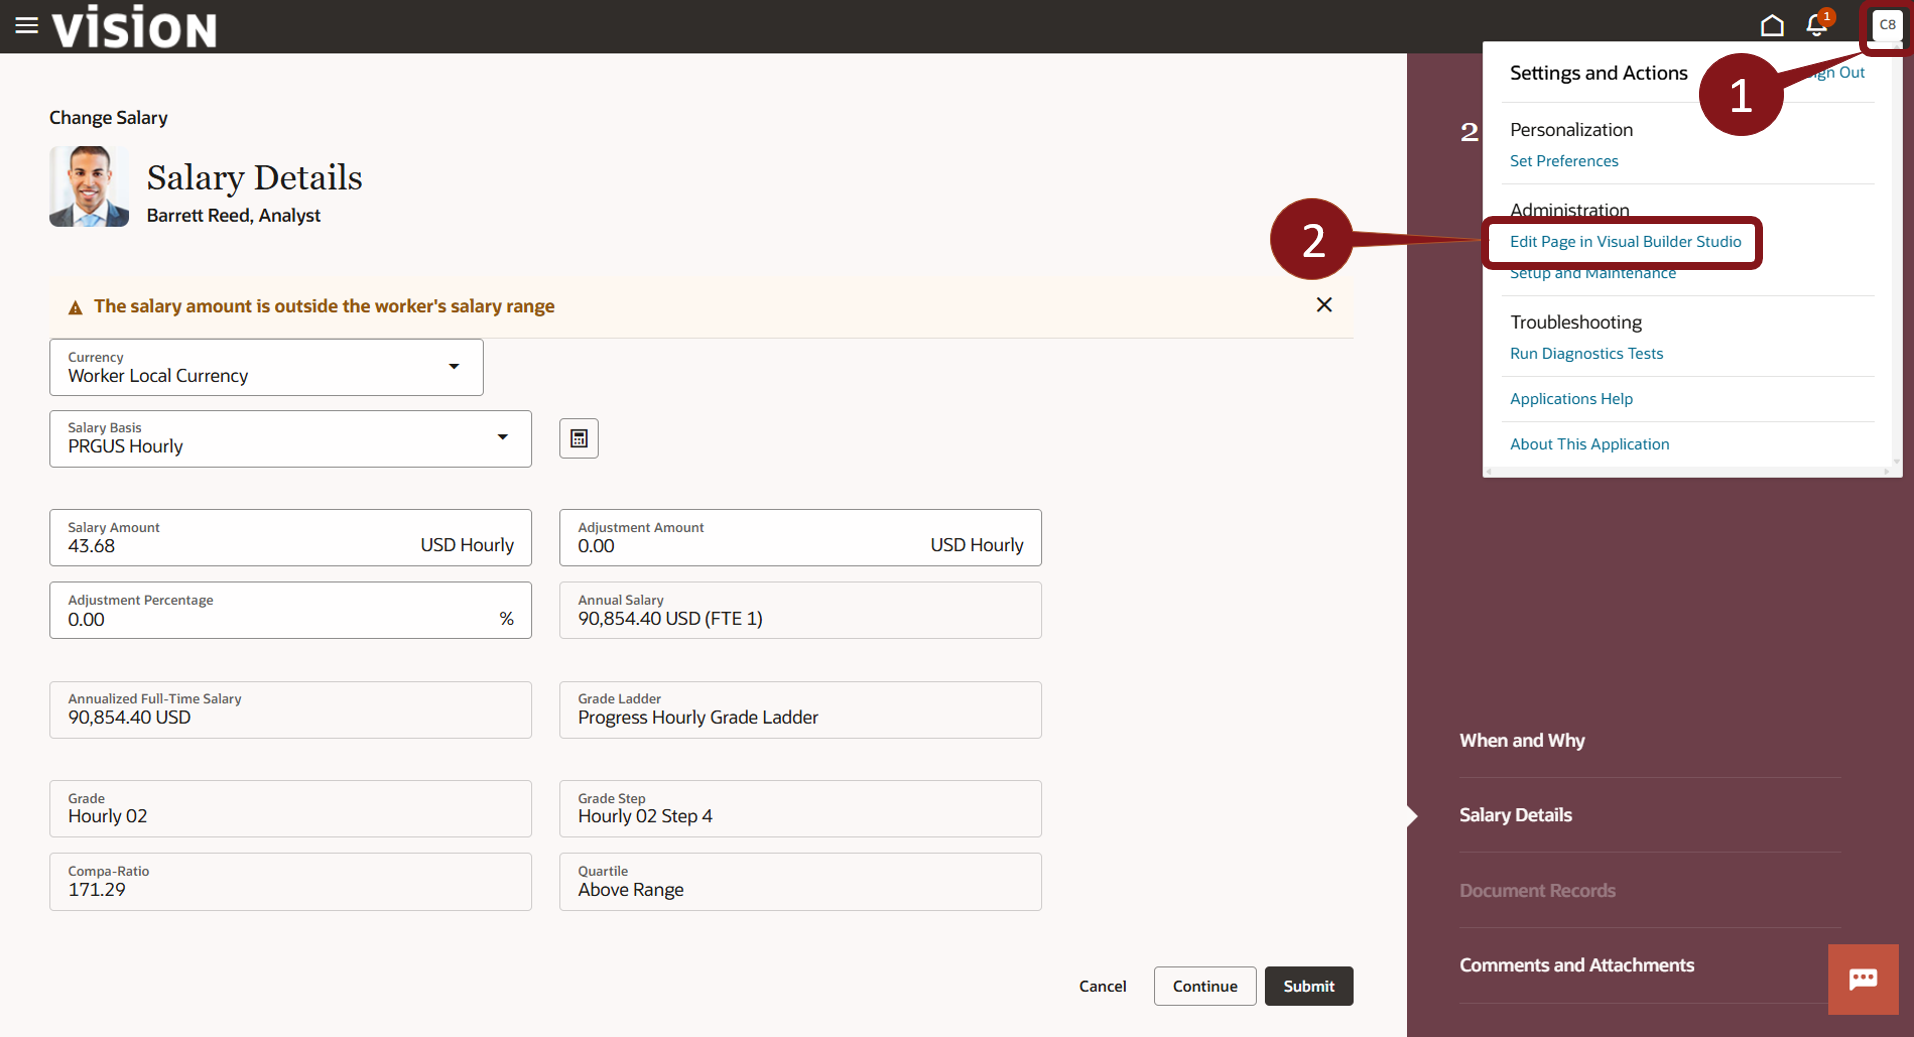 vision
1
C8
Settings and Actions
ign Out
1
Personalization
Set Preferences
2
Administration
Edit Page in Visual Builder Studio
Setup and Maintenance
2
Troubleshooting
Run Diagnostics Tests
Applications Help
About This Application
Change Salary
Salary Details
Barrett Reed, Analyst
The salary amount is outside the worker's salary range
Currency
Worker Local Currency
Salary Basis
PRGUS Hourly
Salary Amount
43.68 USD Hourly
Adjustment Amount
0.00 USD Hourly
Adjustment Percentage
0.00 %
Annual Salary
90,854.40 USD (FTE 1)
Annualized Full-Time Salary
90,854.40 USD
Grade Ladder
Progress Hourly Grade Ladder
Grade
Hourly 02
Grade Step
Hourly 02 Step 4
Compa-Ratio
171.29
Quartile
Above Range
Cancel
Continue
Submit
When and Why
Salary Details
Document Records
Comments and Attachments